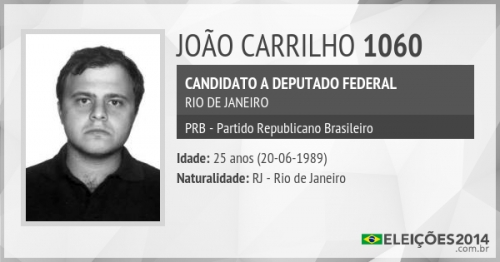 JOÃO CARRILHO 1060
CANDIDATO A DEPUTADO FEDERAL
RIO DE JANEIRO
PRB - Partido Republicano Brasileiro
Idade: 25 anos (20-06-1989)
Naturalidade: RJ - Rio de Janeiro
ELEIÇÕES2014
.com.br